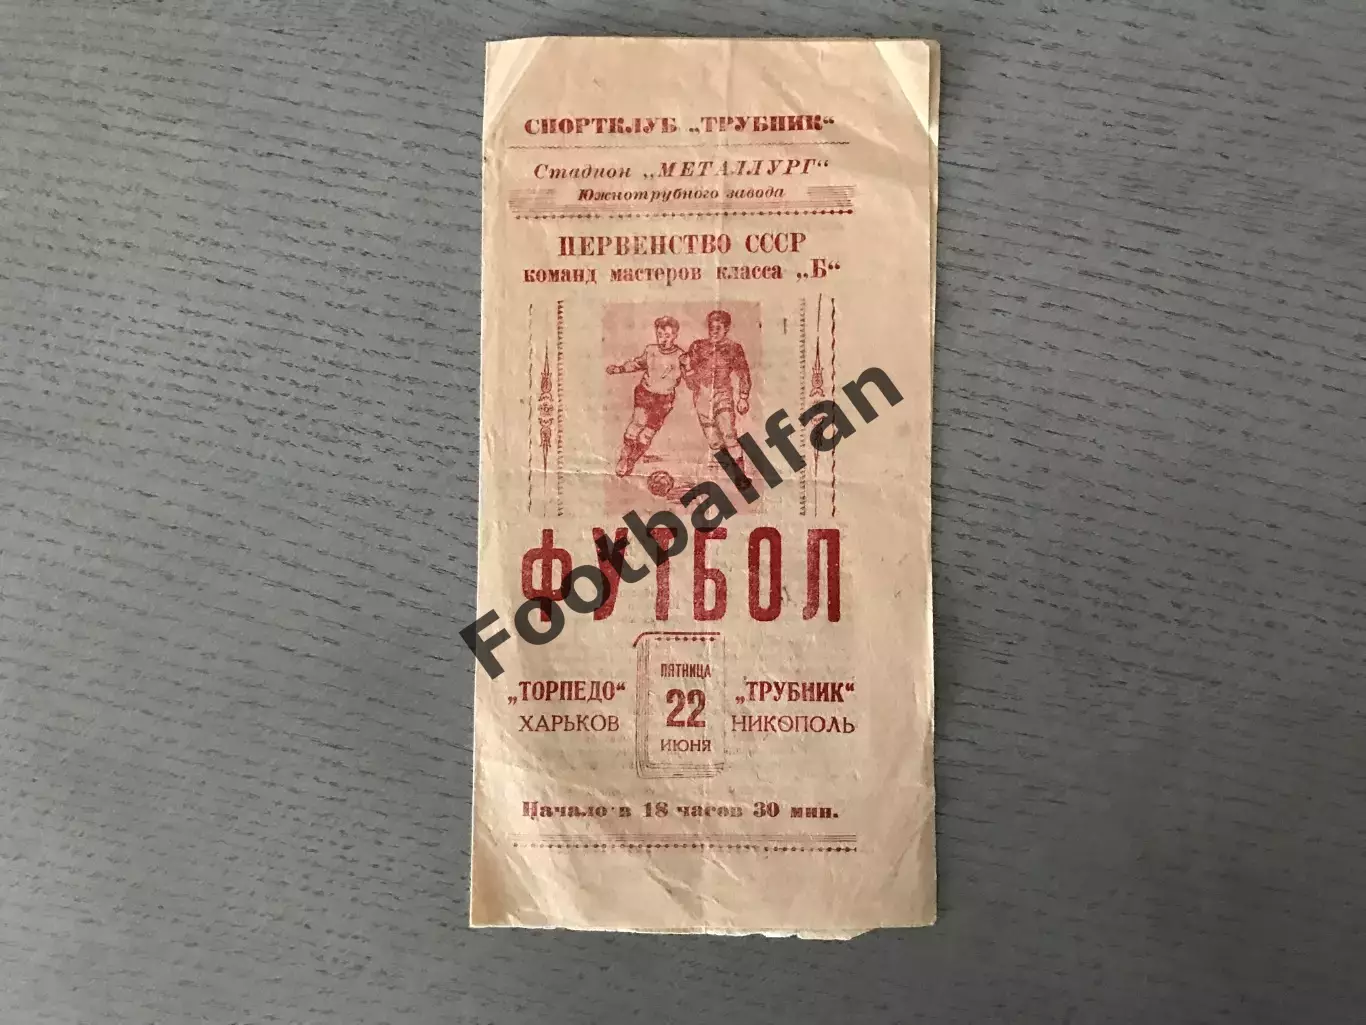 СПОРТКЛУБ „ТРУБНИК“
Стадион „МЕТАЛЛУРГ“
Южнотрубного завода
ПЕРВЕНСТВО СССР
команд мастеров класса „Б“
ФУТБОЛ
„ТОРПЕДО“
ХАРЬКОВ
ПЯТНИЦА
22
ИЮНЯ
„ТРУБНИК“
НИКОПОЛЬ
Начало в 18 часов 30 мин.
Footballfan